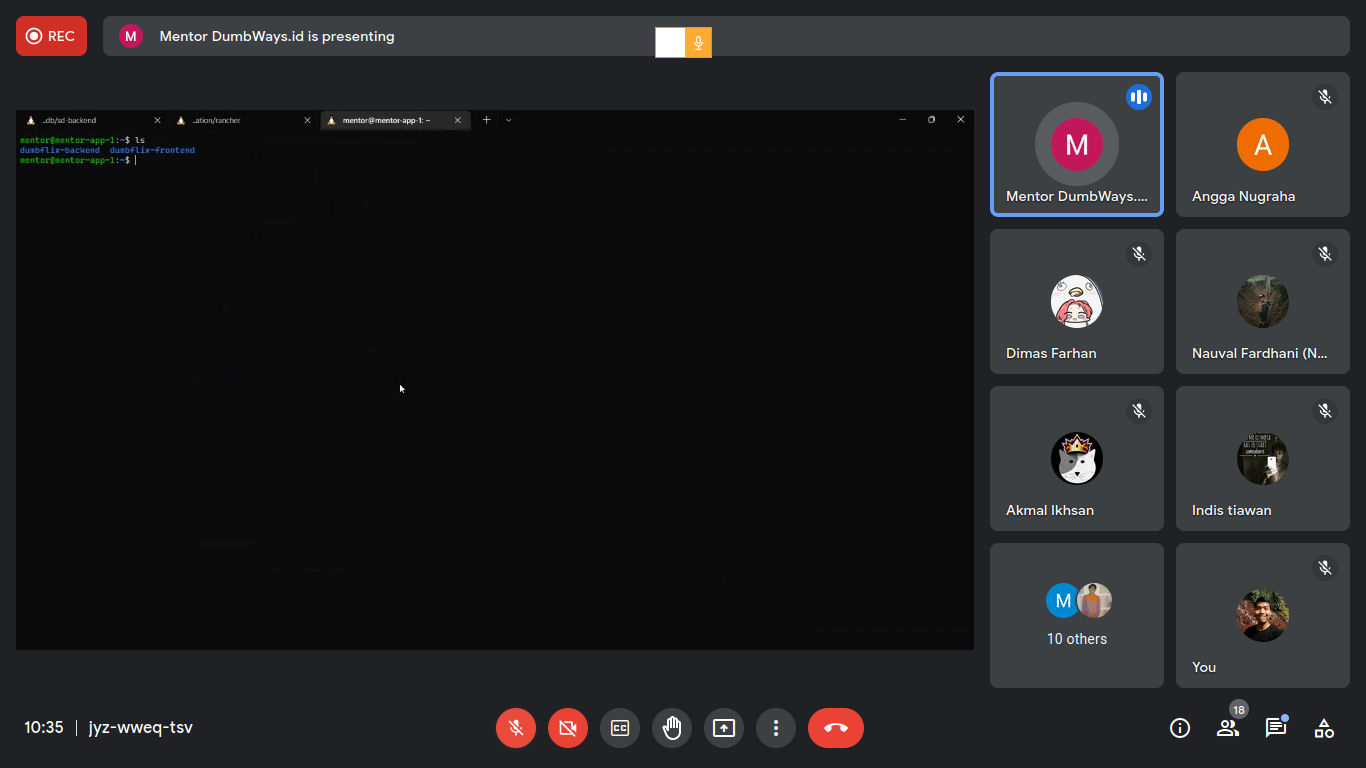 REC
M
Mentor DumbWays.id is presenting
..db/sd-backend
..ation/rancher
mentor@mentor-app-1: ~
mentor@mentor-app-1:~$ ls
dumbflix-backend dumbflix-frontend
mentor@mentor-app-1:~$
M
Mentor DumbWays....
A
Angga Nugraha
Dimas Farhan
Nauval Fardhani (N...
Akmal Ikhsan
Indis tiawan
M
10 others
You
10:35 | jyz-wweq-tsv
CC
18